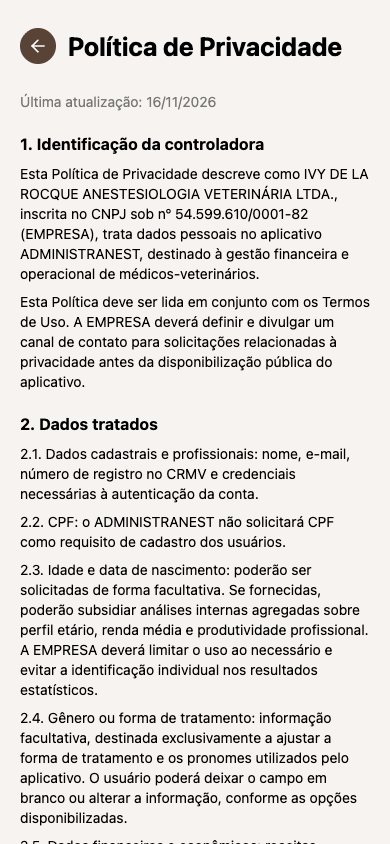 Política de Privacidade
Última atualização: 16/11/2026
1. Identificação da controladora
Esta Política de Privacidade descreve como IVY DE LA
ROCQUE ANESTESIOLOGIA VETERINÁRIA LTDA.,
inscrita no CNPJ sob nº 54.599.610/0001-82
(EMPRESA), trata dados pessoais no aplicativo
ADMINISTRANEST, destinado à gestão financeira e
operacional de médicos-veterinários.
Esta Política deve ser lida em conjunto com os Termos
de Uso. A EMPRESA deverá definir e divulgar um
canal de contato para solicitações relacionadas à
privacidade antes da disponibilização pública do
aplicativo.
2. Dados tratados
2.1. Dados cadastrais e profissionais: nome, e-mail,
número de registro no CRMV e credenciais
necessárias à autenticação da conta.
2.2. CPF: o ADMINISTRANEST não solicitará CPF
como requisito de cadastro dos usuários.
2.3. Idade e data de nascimento: poderão ser
solicitadas de forma facultativa. Se fornecidas,
poderão subsidiar análises internas agregadas sobre
perfil etário, renda média e produtividade profissional.
A EMPRESA deverá limitar o uso ao necessário e
evitar a identificação individual nos resultados
estatísticos.
2.4. Gênero ou forma de tratamento: informação
facultativa, destinada exclusivamente a ajustar a
forma de tratamento e os pronomes utilizados pelo
aplicativo. O usuário poderá deixar o campo em
branco ou alterar a informação, conforme as opções
disponibilizadas.
2.5. Dados financeiros e econômicos: receitas,